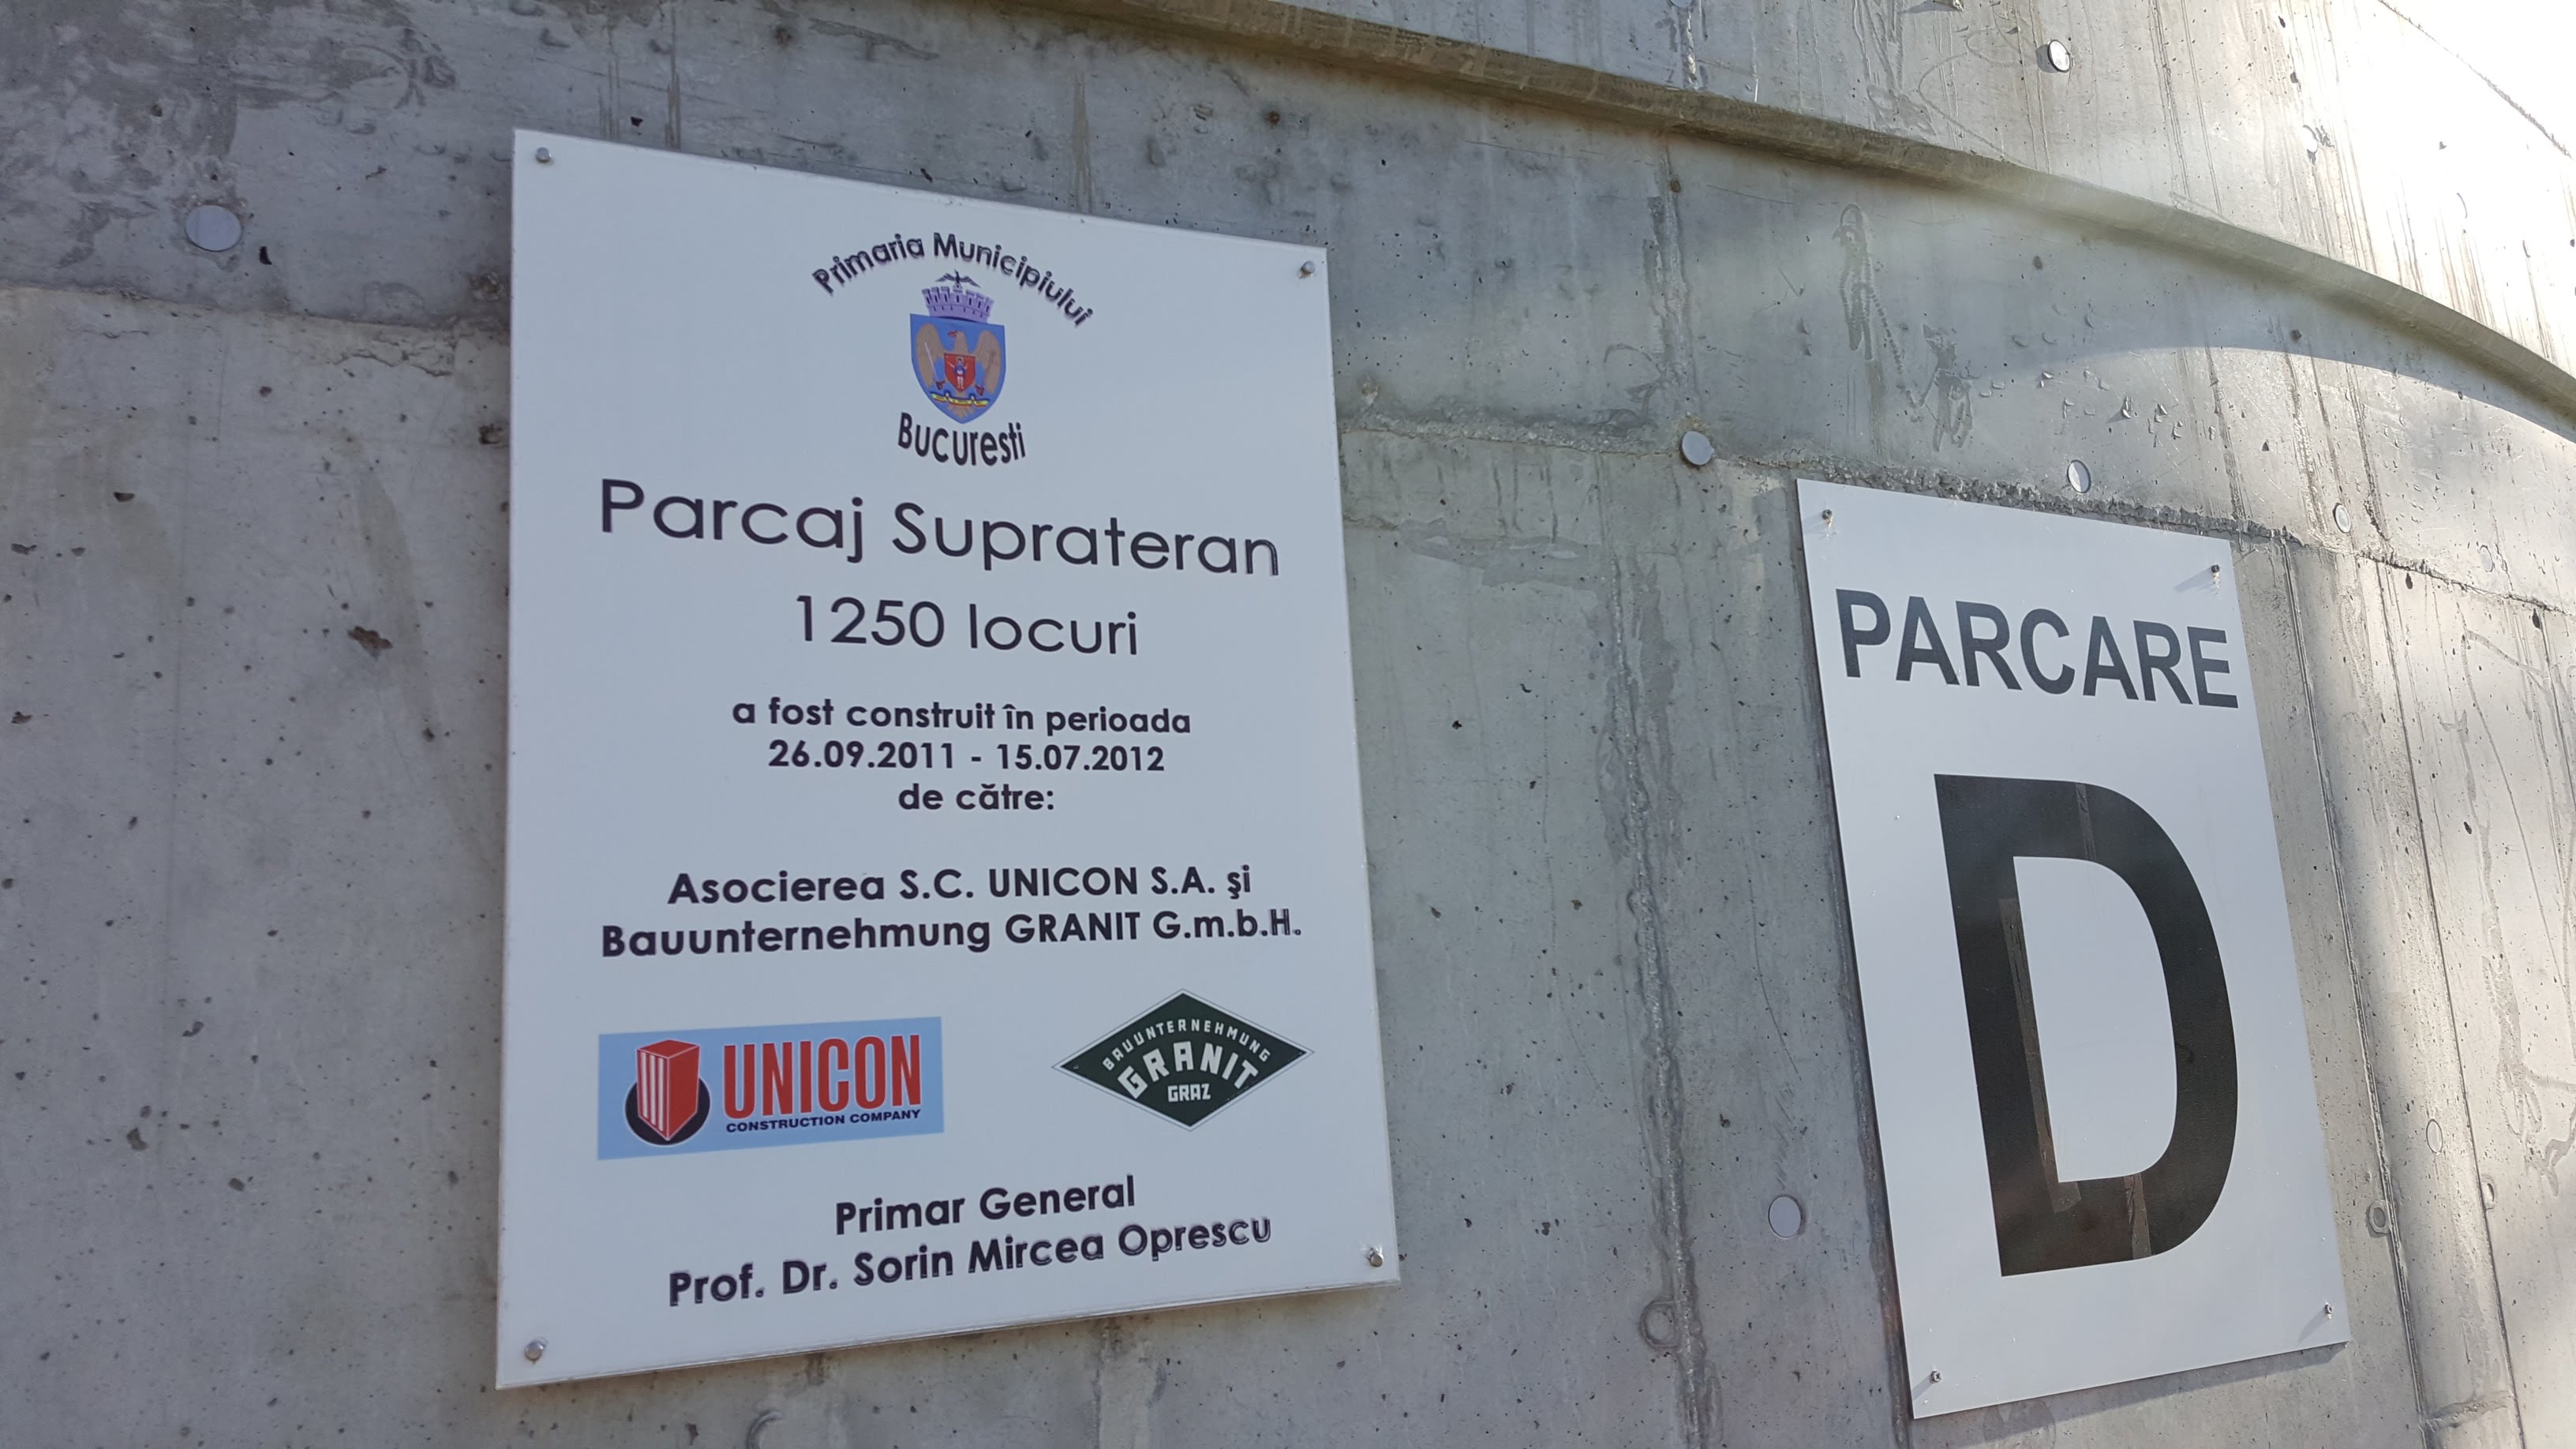 Primaria Municipiului
Bucuresti
Parcaj Suprateran
1250 locuri
a fost construit în perioada
26.09.2011 - 15.07.2012
de către:
Asocierea S.C. UNICON S.A. şi
Bauunternehmung GRANIT G.m.b.H.
UNICON
CONSTRUCTION COMPANY
BAUUNTERNEHMUNG
GRANIT
GRAZ
Primar General
Prof. Dr. Sorin Mircea Oprescu
PARCARE
D